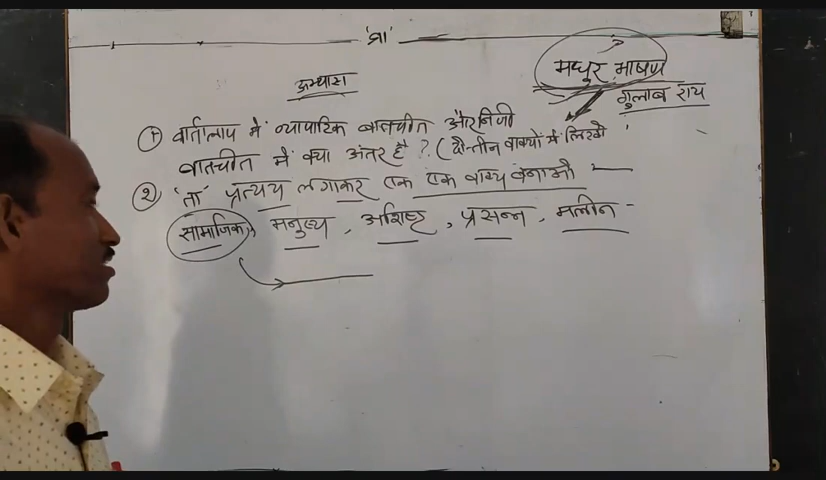 'ता'
अभ्यास
मधुर भाषण
गुलाब राय
① वार्तालाप में व्यापारिक बातचीत और निजी
बातचीत में क्या अंतर है ? (दो-तीन वाक्यों में लिखो
② 'ता' प्रत्यय लगाकर एक एक वाक्य बनाओ —
सामाजिक, मनुष्य, अशिष्ट, प्रसन्न, मलीन -